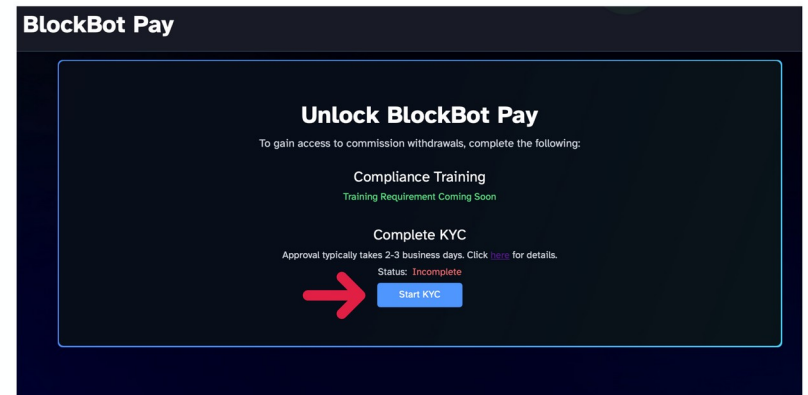 BlockBot Pay
Unlock BlockBot Pay
To gain access to commission withdrawals, complete the following:
Compliance Training
Training Requirement Coming Soon
Complete KYC
Approval typically takes 2-3 business days. Click here for details.
Status: Incomplete
Start KYC